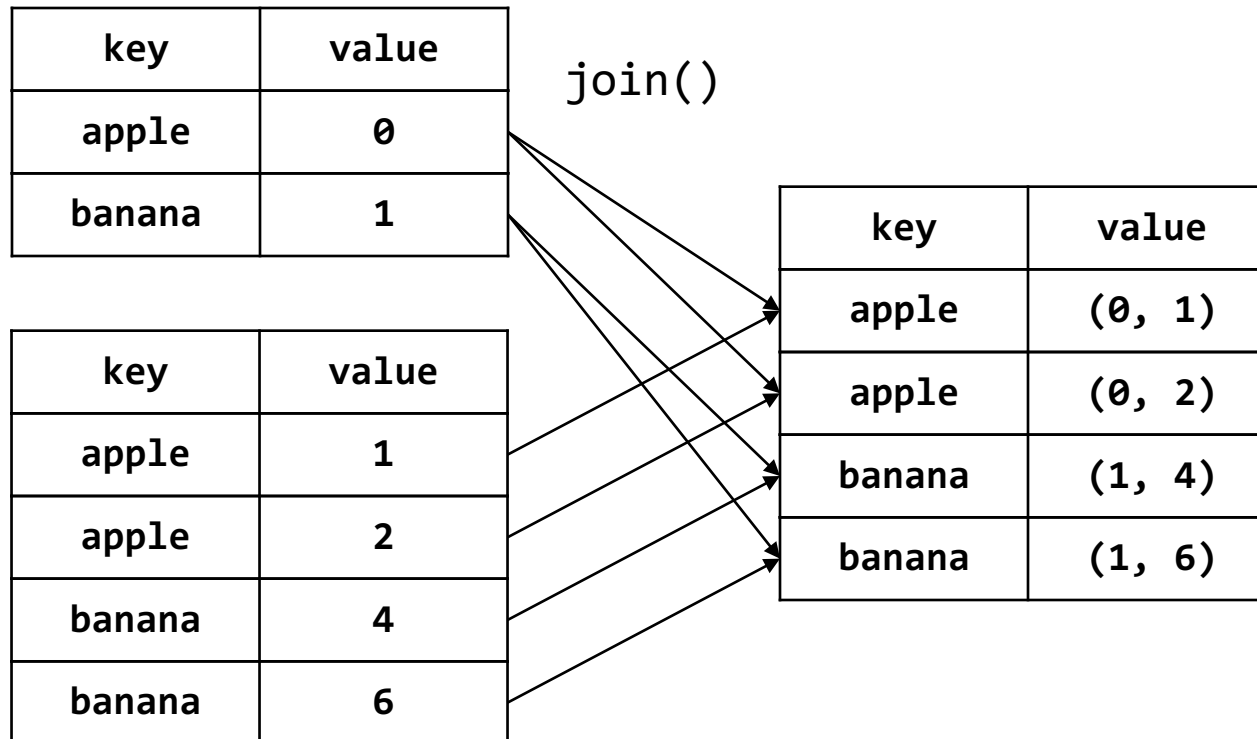 key value
apple 0
banana 1
join()
key value
apple 1
apple 2
banana 4
banana 6
key value
apple (0, 1)
apple (0, 2)
banana (1, 4)
banana (1, 6)